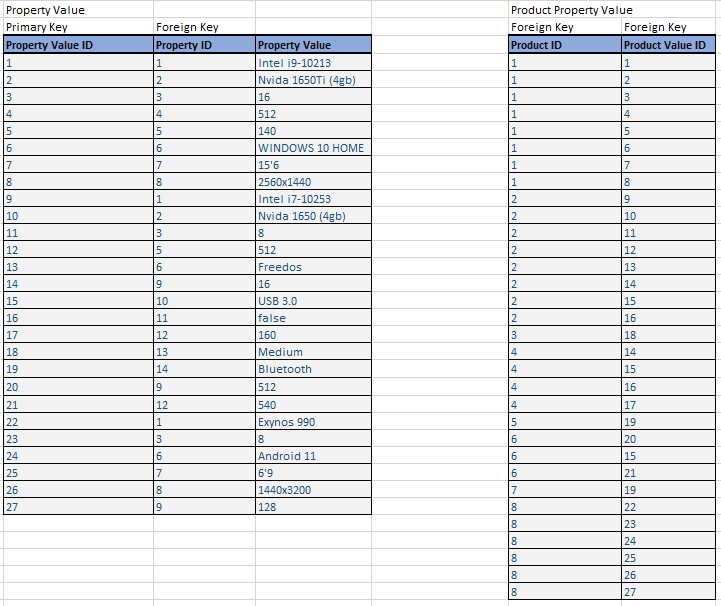 Property Value Product Property Value
Primary Key Foreign Key Foreign Key Foreign Key
Property Value ID Property ID Property Value Product ID Product Value ID
1 1 Intel i9-10213 1 1
2 2 Nvida 1650Ti (4gb) 1 2
3 3 16 1 3
4 4 512 1 4
5 5 140 1 5
6 6 WINDOWS 10 HOME 1 6
7 7 15'6 1 7
8 8 2560x1440 1 8
9 1 Intel i7-10253 2 9
10 2 Nvida 1650 (4gb) 2 10
11 3 8 2 11
12 5 512 2 12
13 6 Freedos 2 13
14 9 16 2 14
15 10 USB 3.0 2 15
16 11 false 2 16
17 12 160 3 18
18 13 Medium 4 14
19 14 Bluetooth 4 15
20 9 512 4 16
21 12 540 4 17
22 1 Exynos 990 5 19
23 3 8 6 20
24 6 Android 11 6 15
25 7 6'9 6 21
26 8 1440x3200 7 19
27 9 128 8 22
8 23
8 24
8 25
8 26
8 27